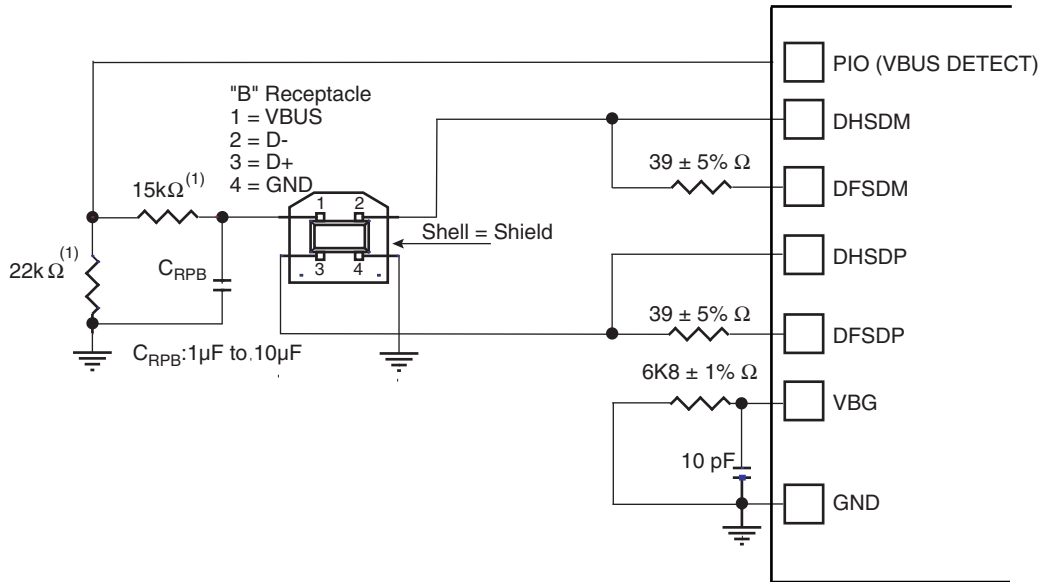 PIO (VBUS DETECT)
"B" Receptacle
1 = VBUS
2 = D-
3 = D+
4 = GND
DHSDM
39 ± 5% Ω
DFSDM
15kΩ(1)
1 2
Shell = Shield
DHSDP
22kΩ(1)
CRPB
3 4
39 ± 5% Ω
DFSDP
CRPB:1µF to 10µF
6K8 ± 1% Ω
VBG
10 pF
GND